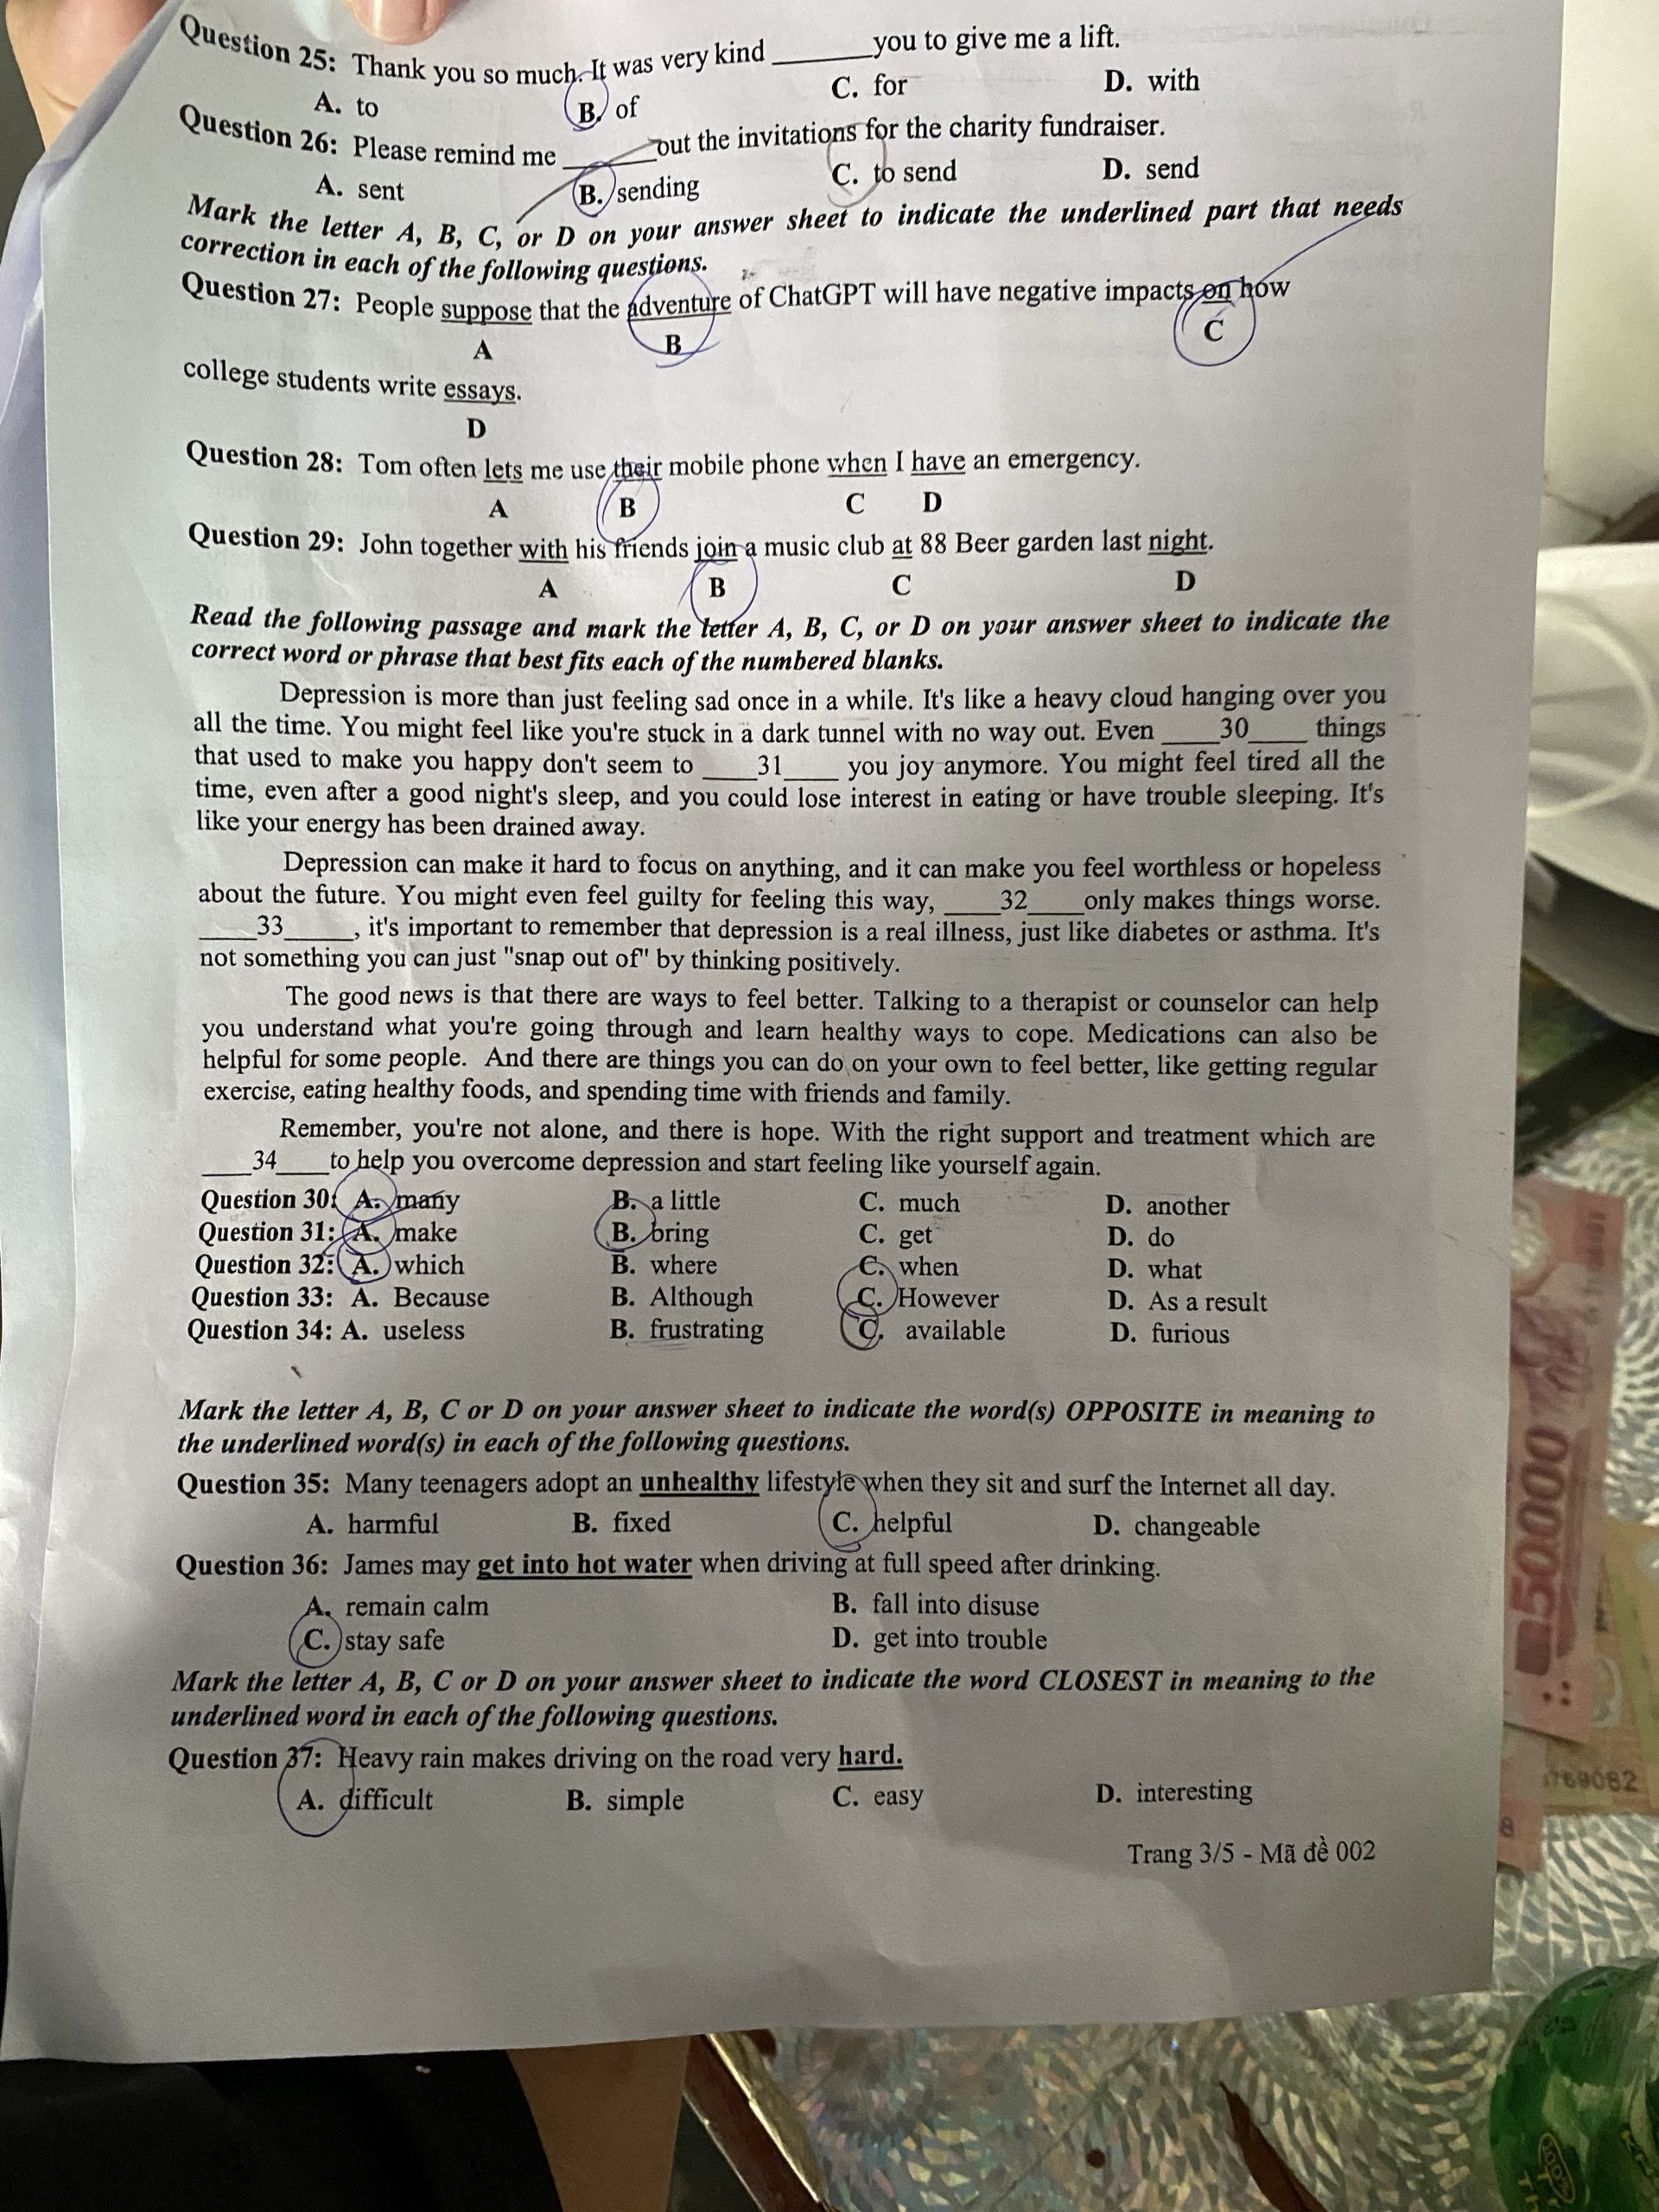 Question 25: Thank you so much. It was very kind _______you to give me a lift.
A. to B. of C. for D. with
Question 26: Please remind me _______out the invitations for the charity fundraiser.
A. sent B. sending C. to send D. send
Mark the letter A, B, C, or D on your answer sheet to indicate the underlined part that needs
correction in each of the following questions.
Question 27: People suppose that the adventure of ChatGPT will have negative impacts on how
A B C
college students write essays.
D
Question 28: Tom often lets me use their mobile phone when I have an emergency.
A B C D
Question 29: John together with his friends join a music club at 88 Beer garden last night.
A B C D
Read the following passage and mark the letter A, B, C, or D on your answer sheet to indicate the
correct word or phrase that best fits each of the numbered blanks.
Depression is more than just feeling sad once in a while. It's like a heavy cloud hanging over you
all the time. You might feel like you're stuck in a dark tunnel with no way out. Even ____30____ things
that used to make you happy don't seem to ____31____ you joy anymore. You might feel tired all the
time, even after a good night's sleep, and you could lose interest in eating or have trouble sleeping. It's
like your energy has been drained away.
Depression can make it hard to focus on anything, and it can make you feel worthless or hopeless
about the future. You might even feel guilty for feeling this way, ____32____only makes things worse.
____33_____, it's important to remember that depression is a real illness, just like diabetes or asthma. It's
not something you can just "snap out of" by thinking positively.
The good news is that there are ways to feel better. Talking to a therapist or counselor can help
you understand what you're going through and learn healthy ways to cope. Medications can also be
helpful for some people. And there are things you can do on your own to feel better, like getting regular
exercise, eating healthy foods, and spending time with friends and family.
Remember, you're not alone, and there is hope. With the right support and treatment which are
____34____to help you overcome depression and start feeling like yourself again.
Question 30: A. many B. a little C. much D. another
Question 31: A. make B. bring C. get D. do
Question 32: A. which B. where C. when D. what
Question 33: A. Because B. Although C. However D. As a result
Question 34: A. useless B. frustrating C. available D. furious
Mark the letter A, B, C or D on your answer sheet to indicate the word(s) OPPOSITE in meaning to
the underlined word(s) in each of the following questions.
Question 35: Many teenagers adopt an unhealthy lifestyle when they sit and surf the Internet all day.
A. harmful B. fixed C. helpful D. changeable
Question 36: James may get into hot water when driving at full speed after drinking.
A. remain calm B. fall into disuse
C. stay safe D. get into trouble
Mark the letter A, B, C or D on your answer sheet to indicate the word CLOSEST in meaning to the
underlined word in each of the following questions.
Question 37: Heavy rain makes driving on the road very hard.
A. difficult B. simple C. easy D. interesting
Trang 3/5 - Mã đề 002
50000